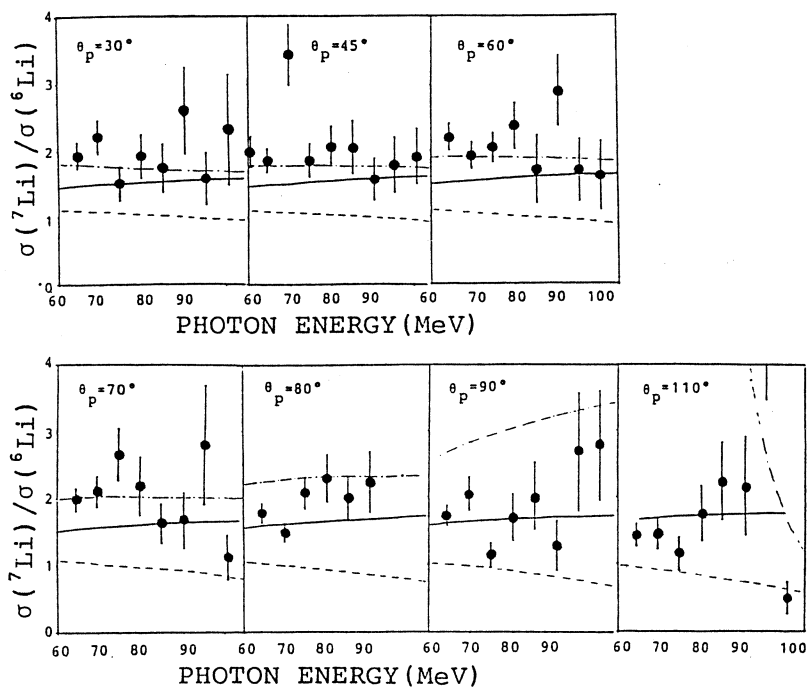 4
3
2
1
0
σ(⁷Li)/σ(⁶Li)
θp=30°
θp=45°
θp=60°
60 70 80 90 60 70 80 90 60 70 80 90 100
PHOTON ENERGY(MeV)
4
3
2
1
0
σ(⁷Li)/σ(⁶Li)
θp=70°
θp=80°
θp=90°
θp=110°
60 70 80 90 60 70 80 90 60 70 80 90 60 70 80 90 100
PHOTON ENERGY(MeV)